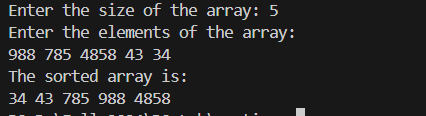 Enter the size of the array: 5
Enter the elements of the array:
988 785 4858 43 34
The sorted array is:
34 43 785 988 4858